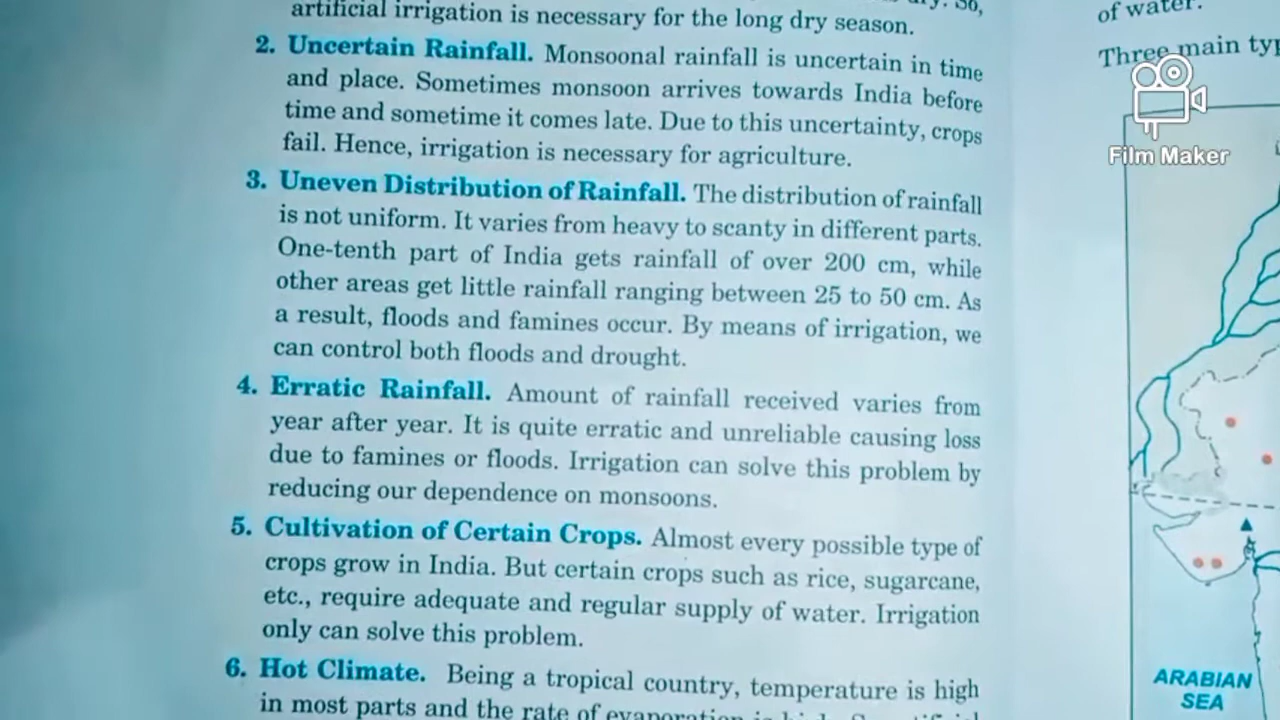 So,
artificial irrigation is necessary for the long dry season.
2. Uncertain Rainfall. Monsoonal rainfall is uncertain in time
and place. Sometimes monsoon arrives towards India before
time and sometime it comes late. Due to this uncertainty, crops
fail. Hence, irrigation is necessary for agriculture.
3. Uneven Distribution of Rainfall. The distribution of rainfall
is not uniform. It varies from heavy to scanty in different parts.
One-tenth part of India gets rainfall of over 200 cm, while
other areas get little rainfall ranging between 25 to 50 cm. As
a result, floods and famines occur. By means of irrigation, we
can control both floods and drought.
4. Erratic Rainfall. Amount of rainfall received varies from
year after year. It is quite erratic and unreliable causing loss
due to famines or floods. Irrigation can solve this problem by
reducing our dependence on monsoons.
5. Cultivation of Certain Crops. Almost every possible type of
crops grow in India. But certain crops such as rice, sugarcane,
etc., require adequate and regular supply of water. Irrigation
only can solve this problem.
6. Hot Climate. Being a tropical country, temperature is high
in most parts and the rate of evaporation is
of water.
Three main
Film Maker
ARABIAN
SEA